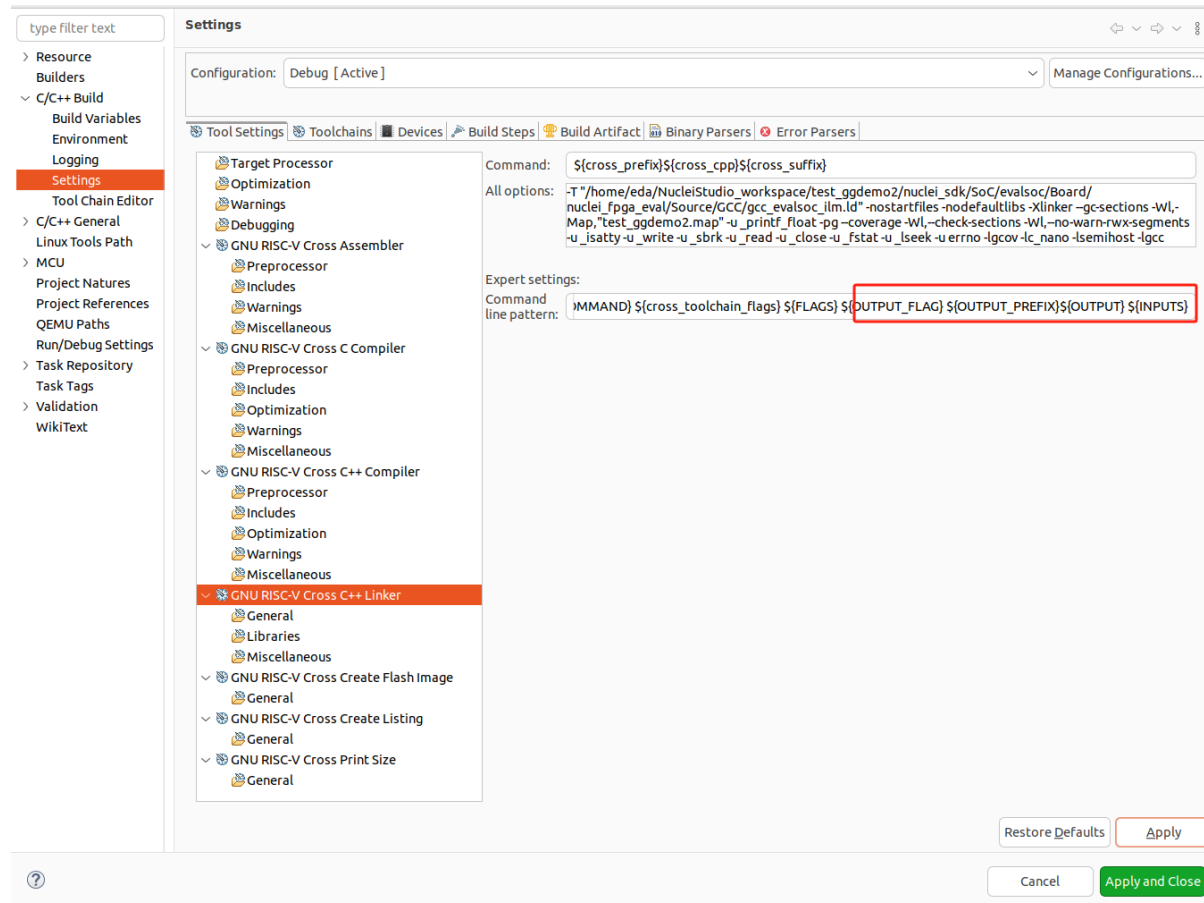 type filter text
Resource
Builders
C/C++ Build
Build Variables
Environment
Logging
Settings
Tool Chain Editor
C/C++ General
Linux Tools Path
MCU
Project Natures
Project References
QEMU Paths
Run/Debug Settings
Task Repository
Task Tags
Validation
WikiText
Settings
Configuration: Debug [ Active ] Manage Configurations...
Tool Settings Toolchains Devices Build Steps Build Artifact Binary Parsers Error Parsers
Target Processor
Optimization
Warnings
Debugging
GNU RISC-V Cross Assembler
Preprocessor
Includes
Warnings
Miscellaneous
GNU RISC-V Cross C Compiler
Preprocessor
Includes
Optimization
Warnings
Miscellaneous
GNU RISC-V Cross C++ Compiler
Preprocessor
Includes
Optimization
Warnings
Miscellaneous
GNU RISC-V Cross C++ Linker
General
Libraries
Miscellaneous
GNU RISC-V Cross Create Flash Image
General
GNU RISC-V Cross Create Listing
General
GNU RISC-V Cross Print Size
General
Command: ${cross_prefix}${cross_cpp}${cross_suffix}
All options: -T "/home/eda/NucleiStudio_workspace/test_ggdemo2/nuclei_sdk/SoC/evalsoc/Board/
nuclei_fpga_eval/Source/GCC/gcc_evalsoc_ilm.ld" -nostartfiles -nodefaultlibs -Xlinker --gc-sections -Wl,-
Map,"test_ggdemo2.map" -u _printf_float -pg --coverage -Wl,--check-sections -Wl,--no-warn-rwx-segments
-u _isatty -u _write -u _sbrk -u _read -u _close -u _fstat -u _lseek -u errno -lgcov -lc_nano -lsemihost -lgcc
Expert settings:
Command
line pattern: OMMAND} ${cross_toolchain_flags} ${FLAGS} ${OUTPUT_FLAG} ${OUTPUT_PREFIX}${OUTPUT} ${INPUTS}
Restore Defaults Apply
Cancel Apply and Close